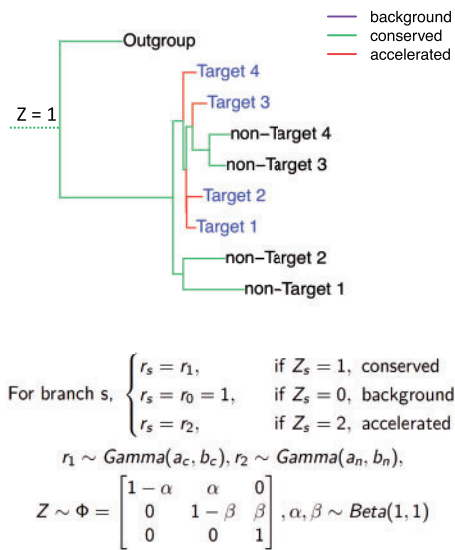 background
conserved
accelerated
Outgroup
Target 4
Target 3
Z = 1
non-Target 4
non-Target 3
Target 2
Target 1
non-Target 2
non-Target 1
For branch s, { r_s = r_1, if Z_s = 1, conserved
r_s = r_0 = 1, if Z_s = 0, background
r_s = r_2, if Z_s = 2, accelerated
r_1 ∼ Gamma(a_c, b_c), r_2 ∼ Gamma(a_n, b_n),
Z ∼ Φ = [ 1 − α α 0
0 1 − β β
0 0 1 ] , α, β ∼ Beta(1, 1)